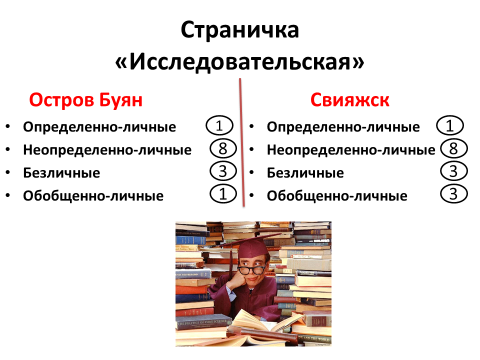 Страничка
«Исследовательская»
Остров Буян
• Определенно-личные 1
• Неопределенно-личные 8
• Безличные 3
• Обобщенно-личные 1
Свияжск
• Определенно-личные 1
• Неопределенно-личные 8
• Безличные 3
• Обобщенно-личные 3